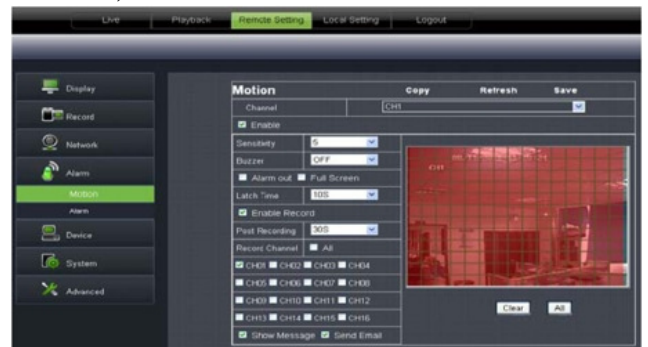 Live Playback Remote Setting Local Setting Logout
Display
Record
Network
Alarm
Motion
Alarm
Device
System
Advanced
Motion Copy Refresh Save
Channel CH1
Enable
Sensitivity 5
Buzzer OFF
Alarm out Full Screen
Latch Time 10S
Enable Record
Post Recording 30S
Record Channel All
CH01 CH02 CH03 CH04
CH05 CH06 CH07 CH08
CH09 CH10 CH11 CH12
CH13 CH14 CH15 CH16
Show Message Send Email
CH1
Clear All